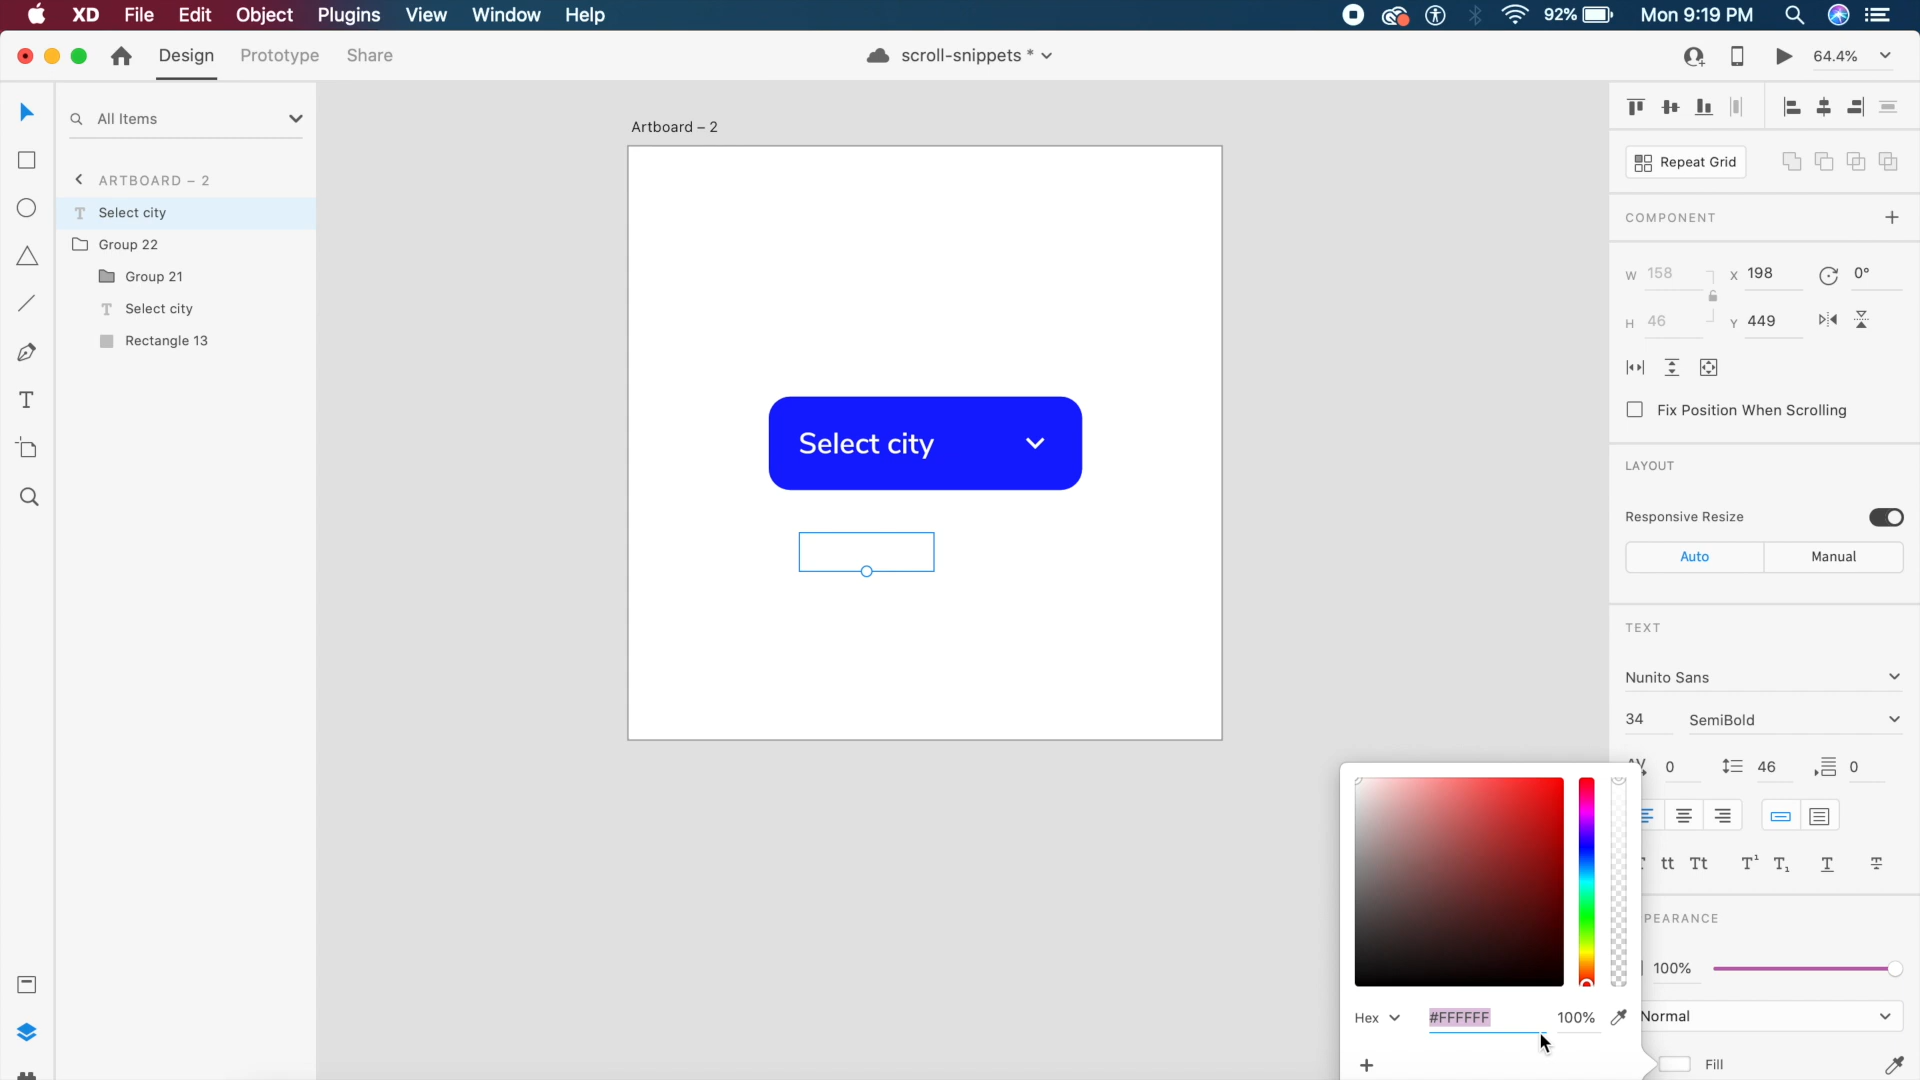 XD File Edit Object Plugins View Window Help 92% Mon 9:19 PM
Design Prototype Share scroll-snippets * 64.4%
All Items
ARTBOARD – 2
Select city
Group 22
Group 21
Select city
Rectangle 13
Artboard – 2
Select city
Repeat Grid
COMPONENT
W 158 X 198 0°
H 46 Y 449
Fix Position When Scrolling
LAYOUT
Responsive Resize
Auto Manual
TEXT
Nunito Sans
34 SemiBold
0 46 0
tt Tt T¹ T₁ T T
PEARANCE
100%
Hex #FFFFFF 100% Normal
Fill